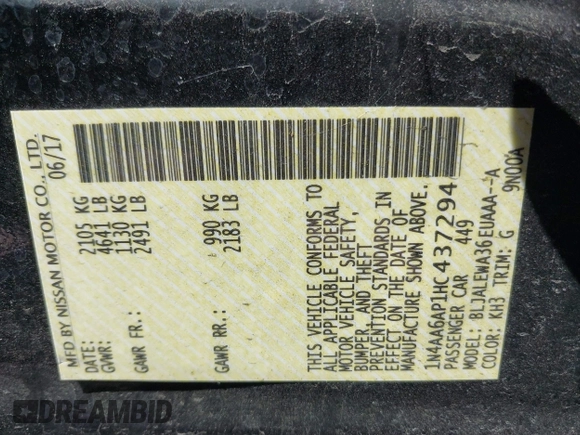 MFD BY NISSAN MOTOR CO., LTD.
DATE: 06/17
GVWR: 2105 KG
4641 LB
GAWR FR.: 1130 KG
2491 LB
GAWR RR.: 990 KG
2183 LB
THIS VEHICLE CONFORMS TO
ALL APPLICABLE FEDERAL
MOTOR VEHICLE SAFETY,
BUMPER, AND THEFT
PREVENTION STANDARDS IN
EFFECT ON THE DATE OF
MANUFACTURE SHOWN ABOVE.
1N4AA6AP1HC437294
PASSENGER CAR 449
MODEL: BLJALEWA36EUAAA--A
COLOR: KH3 TRIM: G 9N00A
DREAMBID